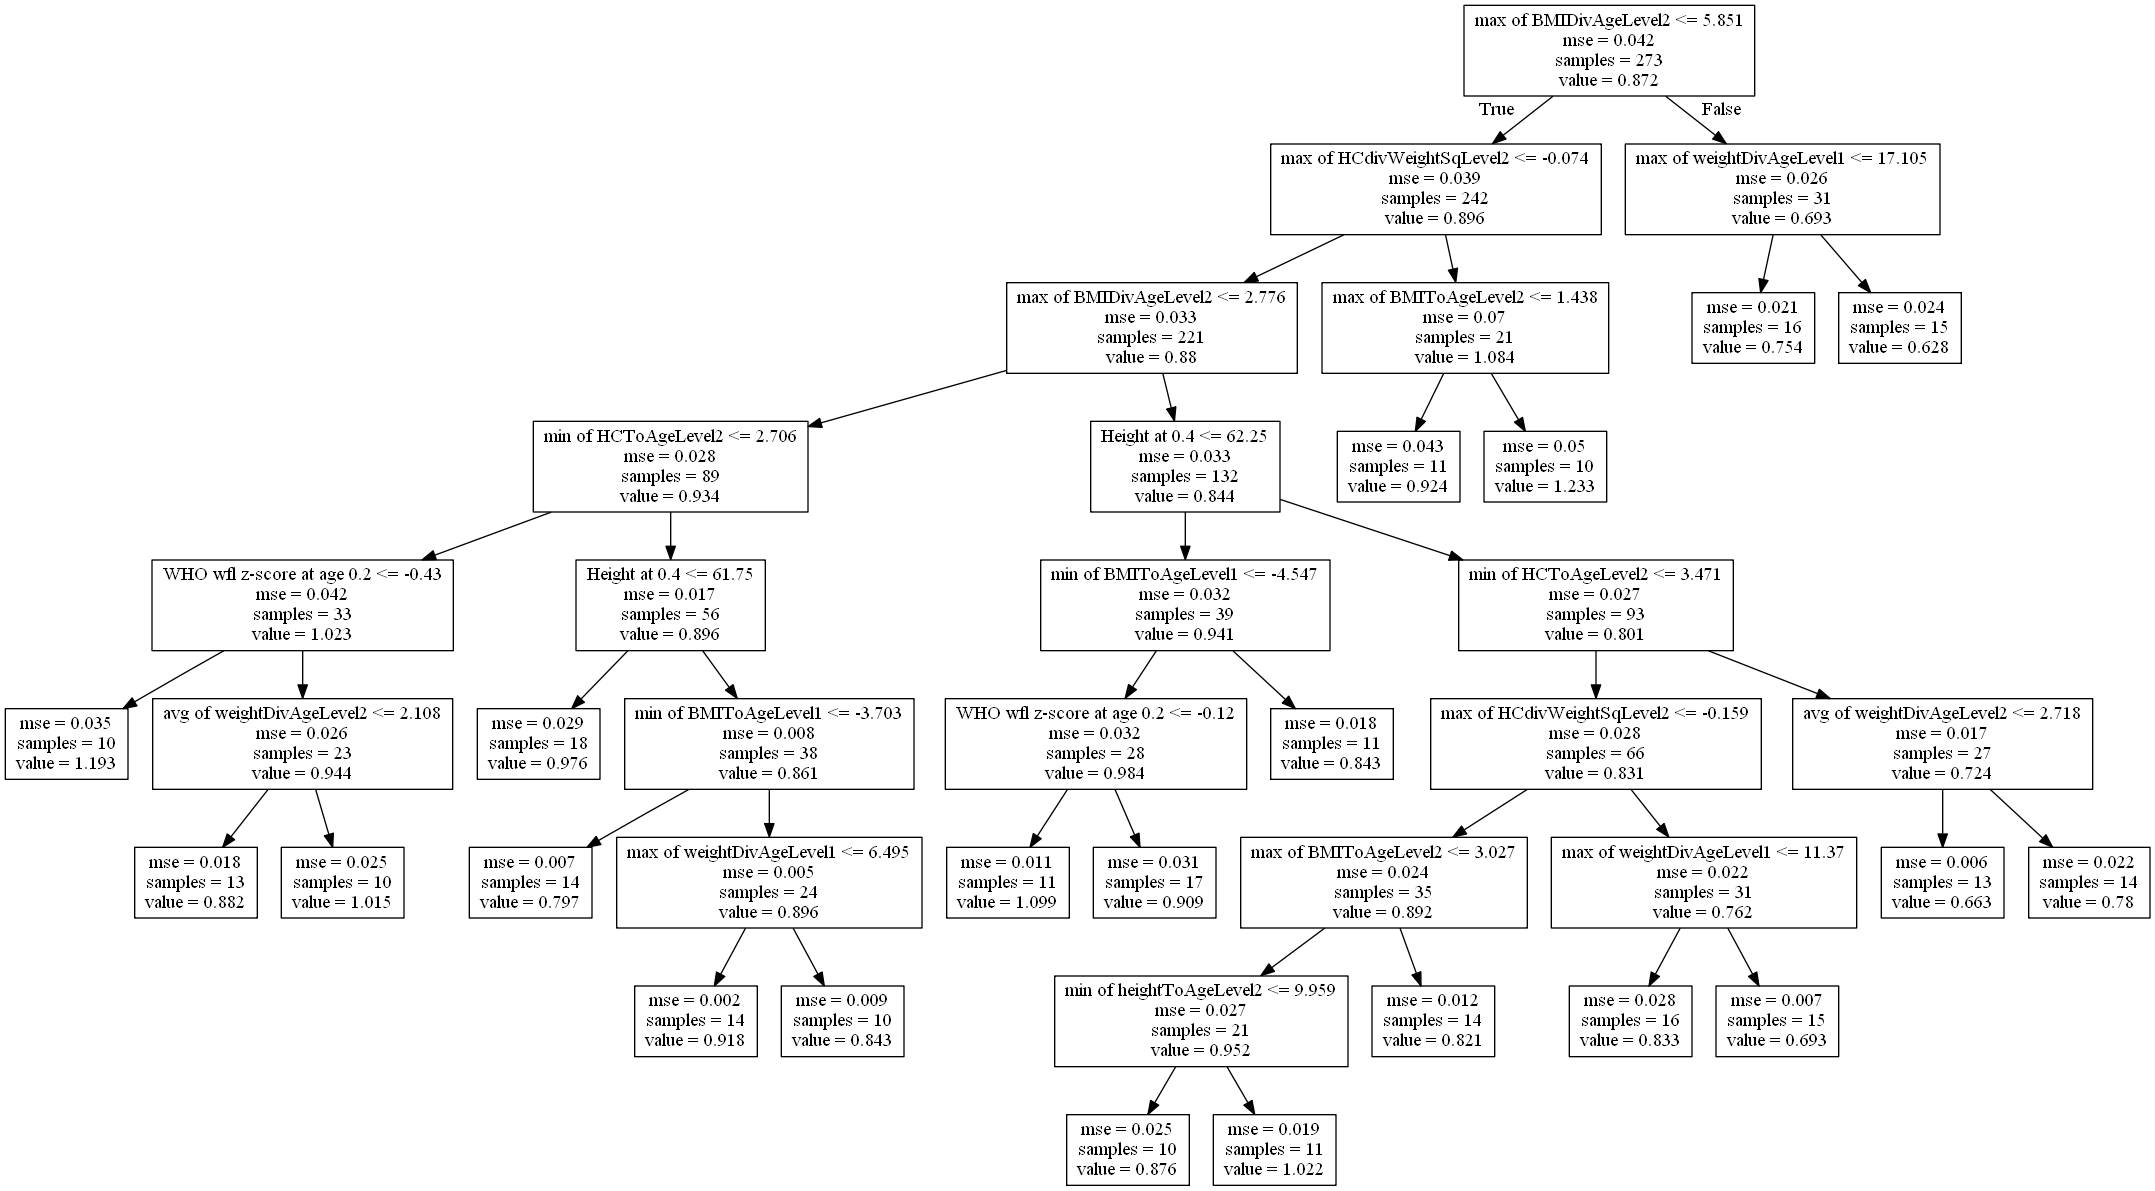 max of BMIDivAgeLevel2 <= 5.851
mse = 0.042
samples = 273
value = 0.872
True
False
max of HCdivWeightSqLevel2 <= -0.074
mse = 0.039
samples = 242
value = 0.896
max of weightDivAgeLevel1 <= 17.105
mse = 0.026
samples = 31
value = 0.693
max of BMIDivAgeLevel2 <= 2.776
mse = 0.033
samples = 221
value = 0.88
max of BMIToAgeLevel2 <= 1.438
mse = 0.07
samples = 21
value = 1.084
mse = 0.021
samples = 16
value = 0.754
mse = 0.024
samples = 15
value = 0.628
min of HCToAgeLevel2 <= 2.706
mse = 0.028
samples = 89
value = 0.934
Height at 0.4 <= 62.25
mse = 0.033
samples = 132
value = 0.844
mse = 0.043
samples = 11
value = 0.924
mse = 0.05
samples = 10
value = 1.233
WHO wfl z-score at age 0.2 <= -0.43
mse = 0.042
samples = 33
value = 1.023
Height at 0.4 <= 61.75
mse = 0.017
samples = 56
value = 0.896
min of BMIToAgeLevel1 <= -4.547
mse = 0.032
samples = 39
value = 0.941
min of HCToAgeLevel2 <= 3.471
mse = 0.027
samples = 93
value = 0.801
mse = 0.035
samples = 10
value = 1.193
avg of weightDivAgeLevel2 <= 2.108
mse = 0.026
samples = 23
value = 0.944
mse = 0.029
samples = 18
value = 0.976
min of BMIToAgeLevel1 <= -3.703
mse = 0.008
samples = 38
value = 0.861
WHO wfl z-score at age 0.2 <= -0.12
mse = 0.032
samples = 28
value = 0.984
mse = 0.018
samples = 11
value = 0.843
max of HCdivWeightSqLevel2 <= -0.159
mse = 0.028
samples = 66
value = 0.831
avg of weightDivAgeLevel2 <= 2.718
mse = 0.017
samples = 27
value = 0.724
mse = 0.018
samples = 13
value = 0.882
mse = 0.025
samples = 10
value = 1.015
mse = 0.007
samples = 14
value = 0.797
max of weightDivAgeLevel1 <= 6.495
mse = 0.005
samples = 24
value = 0.896
mse = 0.011
samples = 11
value = 1.099
mse = 0.031
samples = 17
value = 0.909
max of BMIToAgeLevel2 <= 3.027
mse = 0.024
samples = 35
value = 0.892
max of weightDivAgeLevel1 <= 11.37
mse = 0.022
samples = 31
value = 0.762
mse = 0.006
samples = 13
value = 0.663
mse = 0.022
samples = 14
value = 0.78
mse = 0.002
samples = 14
value = 0.918
mse = 0.009
samples = 10
value = 0.843
min of heightToAgeLevel2 <= 9.959
mse = 0.027
samples = 21
value = 0.952
mse = 0.012
samples = 14
value = 0.821
mse = 0.028
samples = 16
value = 0.833
mse = 0.007
samples = 15
value = 0.693
mse = 0.025
samples = 10
value = 0.876
mse = 0.019
samples = 11
value = 1.022